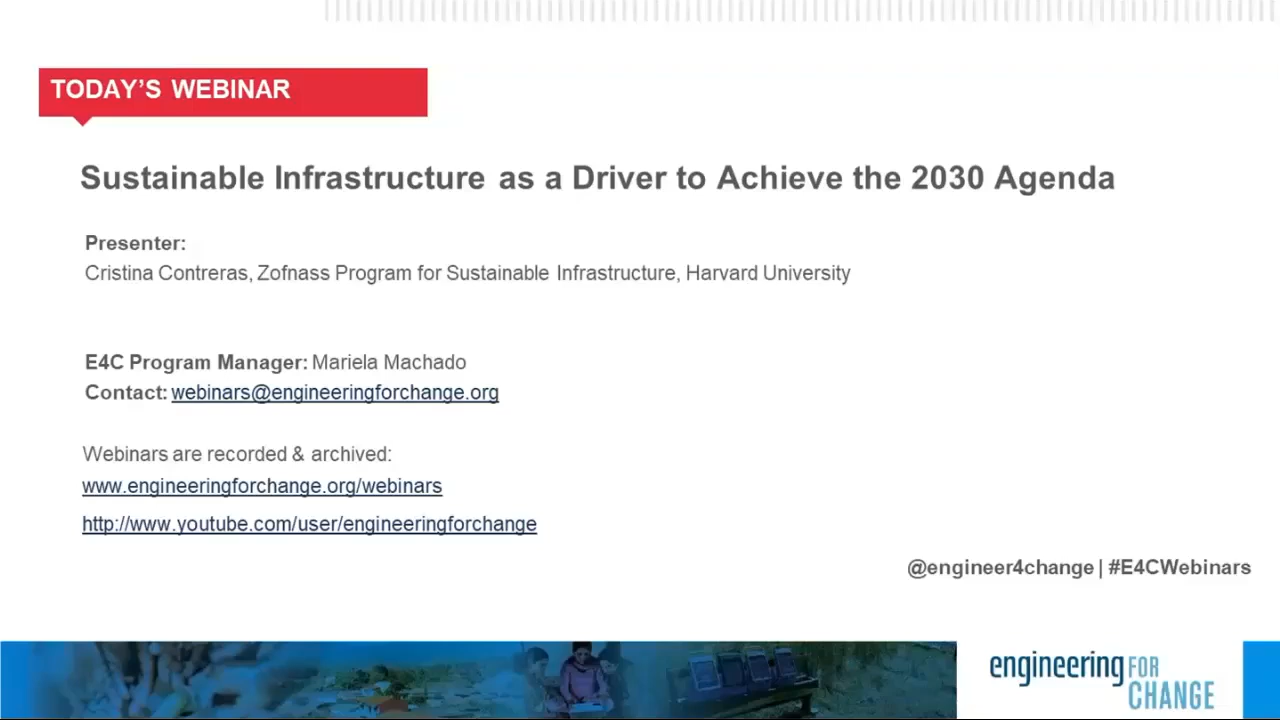 TODAY'S WEBINAR
Sustainable Infrastructure as a Driver to Achieve the 2030 Agenda
Presenter:
Cristina Contreras, Zofnass Program for Sustainable Infrastructure, Harvard University
E4C Program Manager: Mariela Machado
Contact: webinars@engineeringforchange.org
Webinars are recorded & archived:
www.engineeringforchange.org/webinars
http://www.youtube.com/user/engineeringforchange
@engineer4change | #E4CWebinars
engineering FOR
CHANGE